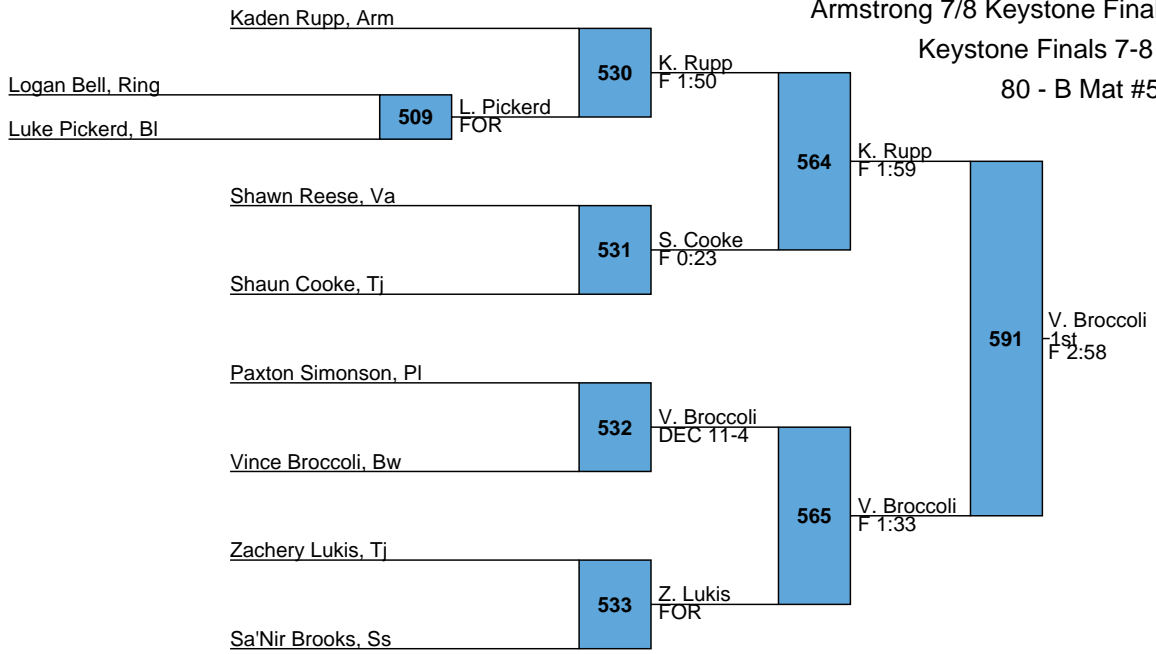 Kaden Rupp, Arm
Armstrong 7/8 Keystone Final
Keystone Finals 7-8
80 - B Mat #5
530
K. Rupp
F 1:50
Logan Bell, Ring
509
L. Pickerd
FOR
Luke Pickerd, Bl
564
K. Rupp
F 1:59
Shawn Reese, Va
531
S. Cooke
F 0:23
Shaun Cooke, Tj
591
V. Broccoli
1st
F 2:58
Paxton Simonson, Pl
532
V. Broccoli
DEC 11-4
Vince Broccoli, Bw
565
V. Broccoli
F 1:33
Zachery Lukis, Tj
533
Z. Lukis
FOR
Sa'Nir Brooks, Ss